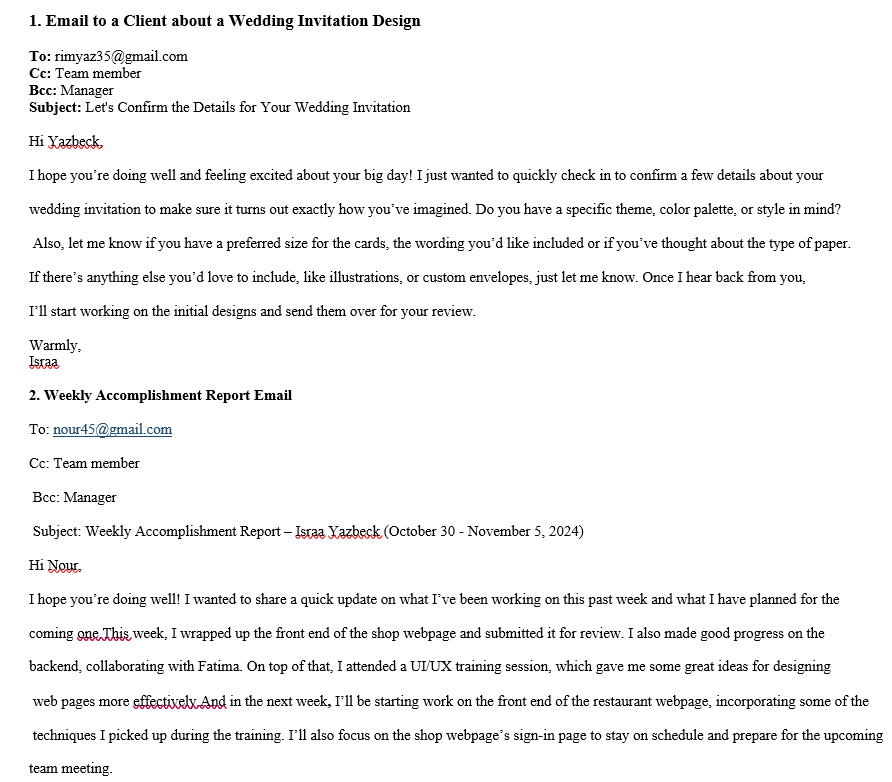 1. Email to a Client about a Wedding Invitation Design
To: rimyaz35@gmail.com
Cc: Team member
Bcc: Manager
Subject: Let's Confirm the Details for Your Wedding Invitation
Hi Yazbeck,
I hope you’re doing well and feeling excited about your big day! I just wanted to quickly check in to confirm a few details about your
wedding invitation to make sure it turns out exactly how you’ve imagined. Do you have a specific theme, color palette, or style in mind?
Also, let me know if you have a preferred size for the cards, the wording you’d like included or if you’ve thought about the type of paper.
If there’s anything else you’d love to include, like illustrations, or custom envelopes, just let me know. Once I hear back from you,
I’ll start working on the initial designs and send them over for your review.
Warmly,
Israa
2. Weekly Accomplishment Report Email
To: nour45@gmail.com
Cc: Team member
Bcc: Manager
Subject: Weekly Accomplishment Report – Israa Yazbeck (October 30 - November 5, 2024)
Hi Nour,
I hope you’re doing well! I wanted to share a quick update on what I’ve been working on this past week and what I have planned for the
coming one.This week, I wrapped up the front end of the shop webpage and submitted it for review. I also made good progress on the
backend, collaborating with Fatima. On top of that, I attended a UI/UX training session, which gave me some great ideas for designing
web pages more effectively.And in the next week, I’ll be starting work on the front end of the restaurant webpage, incorporating some of the
techniques I picked up during the training. I’ll also focus on the shop webpage’s sign-in page to stay on schedule and prepare for the upcoming
team meeting.